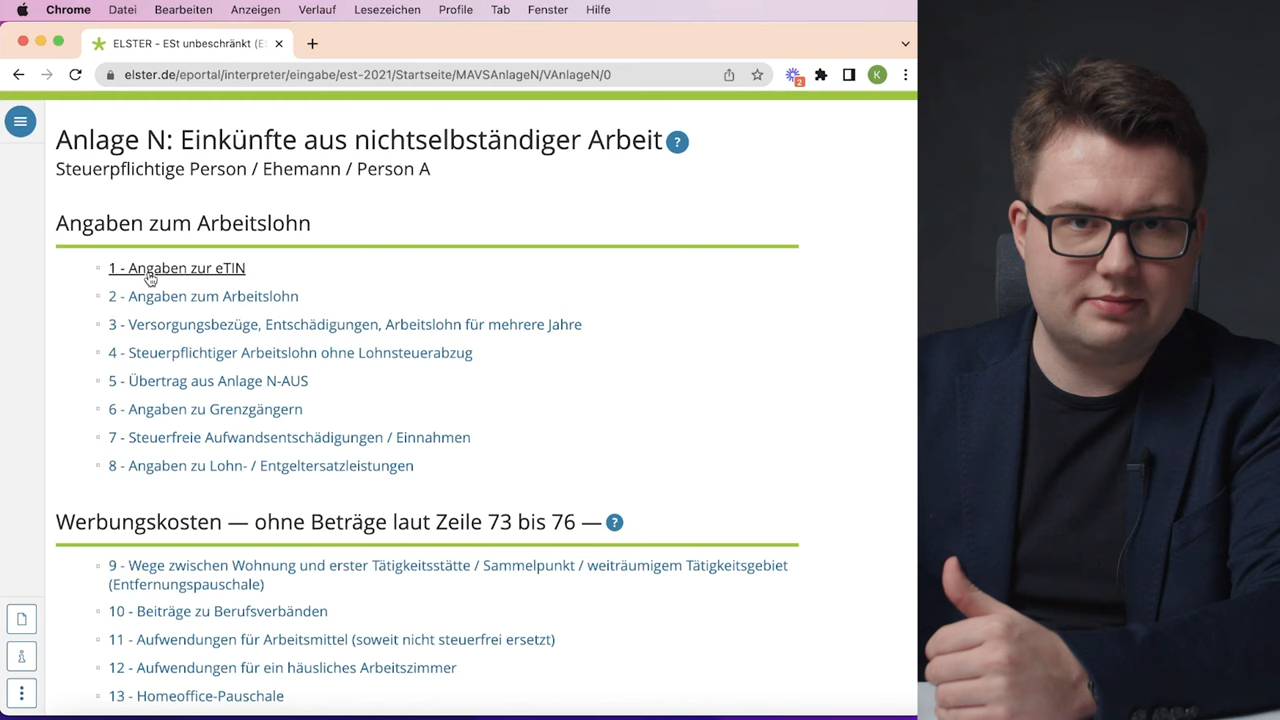 Chrome Datei Bearbeiten Anzeigen Verlauf Lesezeichen Profile Tab Fenster Hilfe
ELSTER - ESt unbeschränkt (E
elster.de/eportal/interpreter/eingabe/est-2021/Startseite/MAVSAnlageN/VAnlageN/0
2
K
Anlage N: Einkünfte aus nichtselbständiger Arbeit ?
Steuerpflichtige Person / Ehemann / Person A
Angaben zum Arbeitslohn
1 - Angaben zur eTIN
2 - Angaben zum Arbeitslohn
3 - Versorgungsbezüge, Entschädigungen, Arbeitslohn für mehrere Jahre
4 - Steuerpflichtiger Arbeitslohn ohne Lohnsteuerabzug
5 - Übertrag aus Anlage N-AUS
6 - Angaben zu Grenzgängern
7 - Steuerfreie Aufwandsentschädigungen / Einnahmen
8 - Angaben zu Lohn- / Entgeltersatzleistungen
Werbungskosten — ohne Beträge laut Zeile 73 bis 76 — ?
9 - Wege zwischen Wohnung und erster Tätigkeitsstätte / Sammelpunkt / weiträumigem Tätigkeitsgebiet
(Entfernungspauschale)
10 - Beiträge zu Berufsverbänden
11 - Aufwendungen für Arbeitsmittel (soweit nicht steuerfrei ersetzt)
12 - Aufwendungen für ein häusliches Arbeitszimmer
13 - Homeoffice-Pauschale